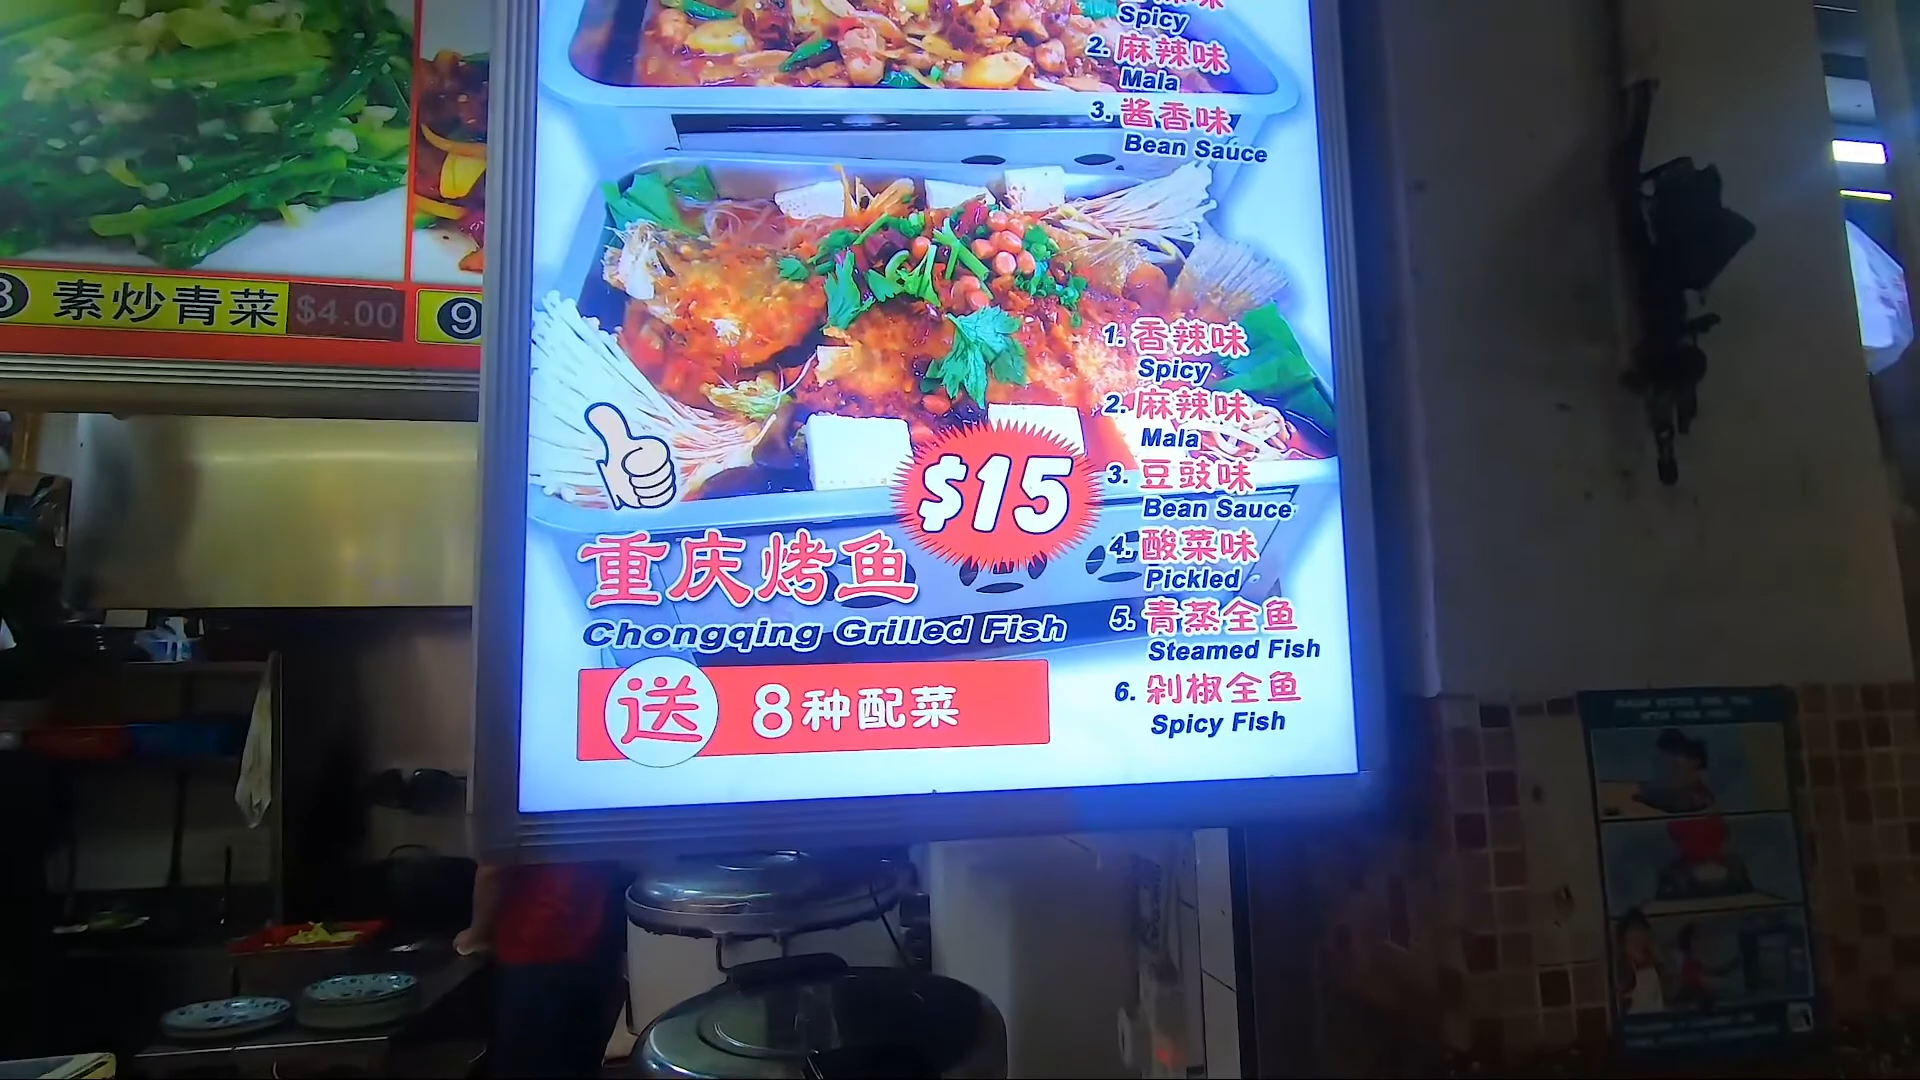 Spicy
2. 麻辣味
Mala
3. 酱香味
Bean Sauce
素炒青菜 $4.00
9
1. 香辣味
Spicy
2. 麻辣味
Mala
3. 豆豉味
Bean Sauce
4. 酸菜味
Pickled
5. 青蒸全鱼
Steamed Fish
6. 剁椒全鱼
Spicy Fish
$15
重庆烤鱼
Chongqing Grilled Fish
送 8种配菜